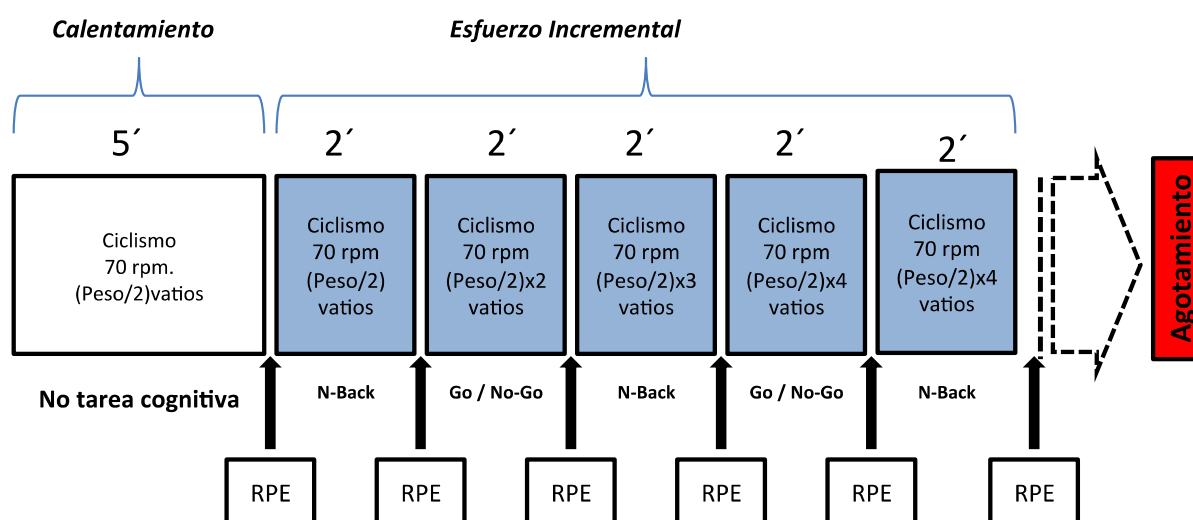 Calentamiento
Esfuerzo Incremental
5´
2´
2´
2´
2´
2´
Ciclismo
70 rpm.
(Peso/2)vatios
Ciclismo
70 rpm
(Peso/2)
vatios
Ciclismo
70 rpm
(Peso/2)x2
vatios
Ciclismo
70 rpm
(Peso/2)x3
vatios
Ciclismo
70 rpm
(Peso/2)x4
vatios
Ciclismo
70 rpm
(Peso/2)x4
vatios
Agotamiento
No tarea cognitiva
N-Back
Go / No-Go
N-Back
Go / No-Go
N-Back
RPE
RPE
RPE
RPE
RPE
RPE